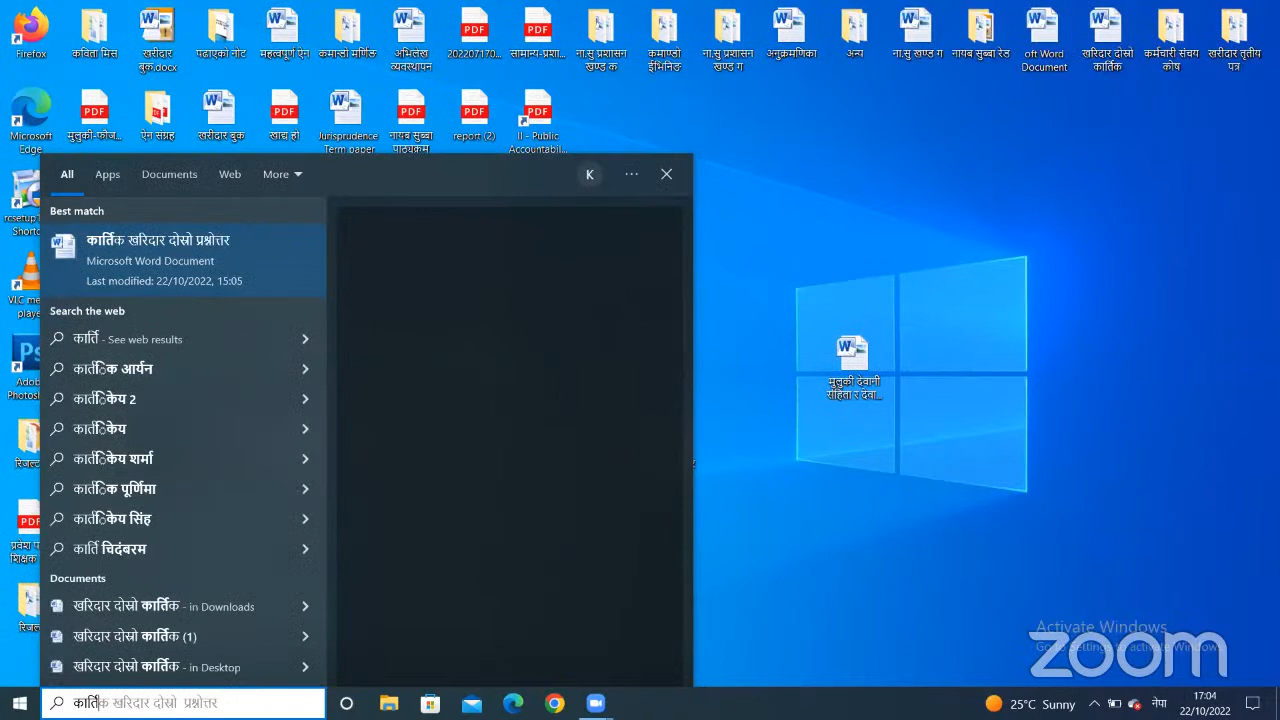 Firefox
कविता मिस
खरीदार
बुक.docx
पढाएको नोट
महत्वपूर्ण ऐन
कमाण्डो मर्णिङ
अभिलेख
व्यवस्थापन
202207170...
सामान्य-प्रशा...
ना.सु प्रशासन
खण्ड क
कमाण्डो
ईभिनिङ
ना.सु प्रशासन
खण्ड ग
अनुक्रमणिका
अन्य
ना.सु खण्ड ग
नायब सुब्बा रेड
oft Word
Document
खरिदार दोस्रो
कार्तिक
कर्मचारी संचय
कोष
खरीदार तृतीय
पत्र
Microsoft
Edge
मुलुकी-फोज...
ऐन संग्रह
खरीदार बुक
खाद्य हो
Jurisprudence
Term paper
नायब सुब्बा
पाठ्यक्रम
report (2)
II - Public
Accountabil...
All
Apps
Documents
Web
More
K
Best match
कार्तिक खरिदार दोस्रो प्रश्नोत्तर
Microsoft Word Document
Last modified: 22/10/2022, 15:05
Search the web
कार्ति - See web results
कार्तिक आर्यन
कार्तिकेय 2
कार्तिकेय
कार्तिकेय शर्मा
कार्तिक पूर्णिमा
कार्तिकेय सिंह
कार्ति चिदंबरम
Documents
खरिदार दोस्रो कार्तिक - in Downloads
खरिदार दोस्रो कार्तिक (1)
खरिदार दोस्रो कार्तिक - in Desktop
कार्तिक खरिदार दोस्रो प्रश्नोत्तर
मुलुकी देवानी
संहिता र देवा...
Activate Windows
Go to Settings to activate Windows.
zoom
25°C Sunny
नेपा
17:04
22/10/2022